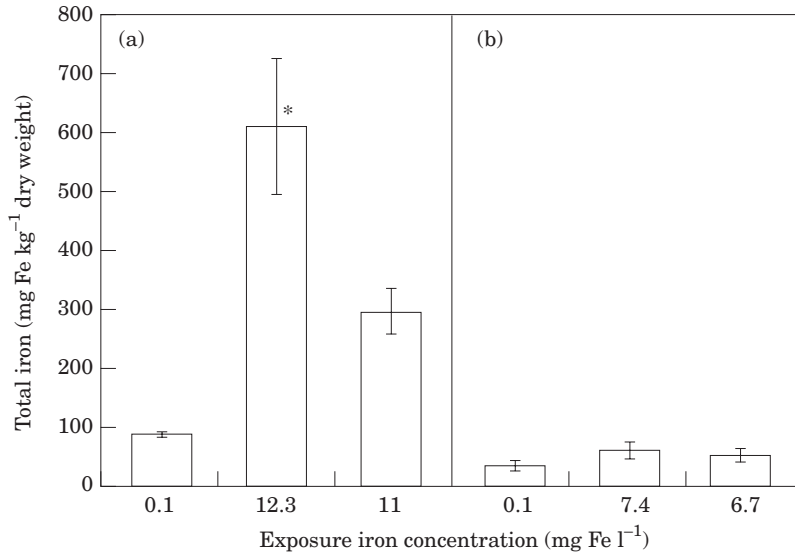 800
700
600
500
400
300
200
100
0
Total iron (mg Fe kg⁻¹ dry weight)
(a)
(b)
*
0.1 12.3 11 0.1 7.4 6.7
Exposure iron concentration (mg Fe l⁻¹)